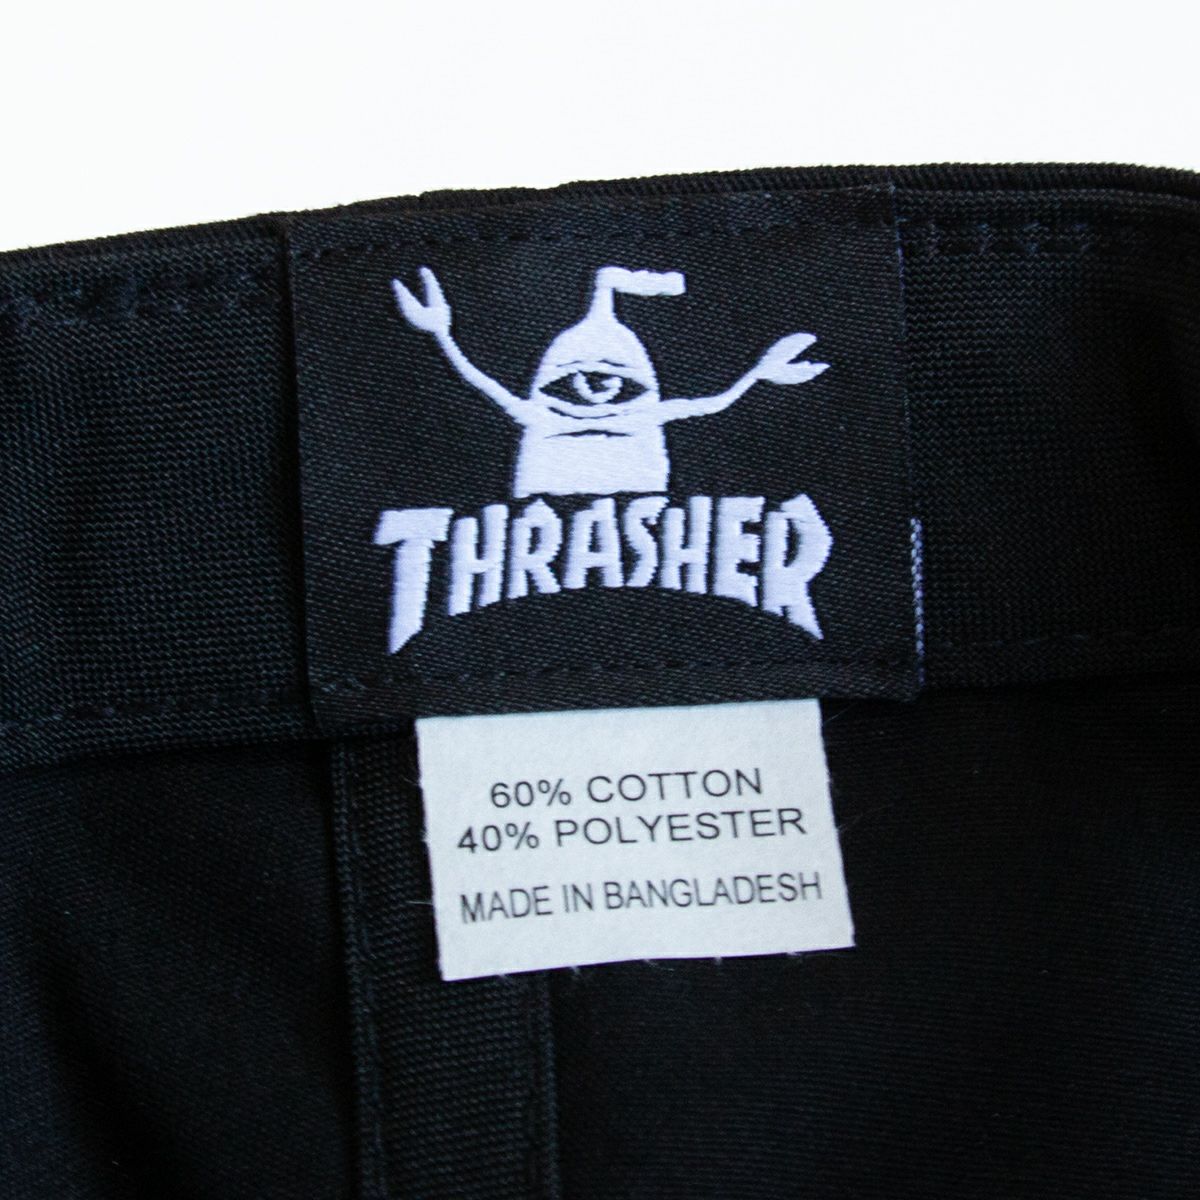 THRASHER
60% COTTON
40% POLYESTER
MADE IN BANGLADESH